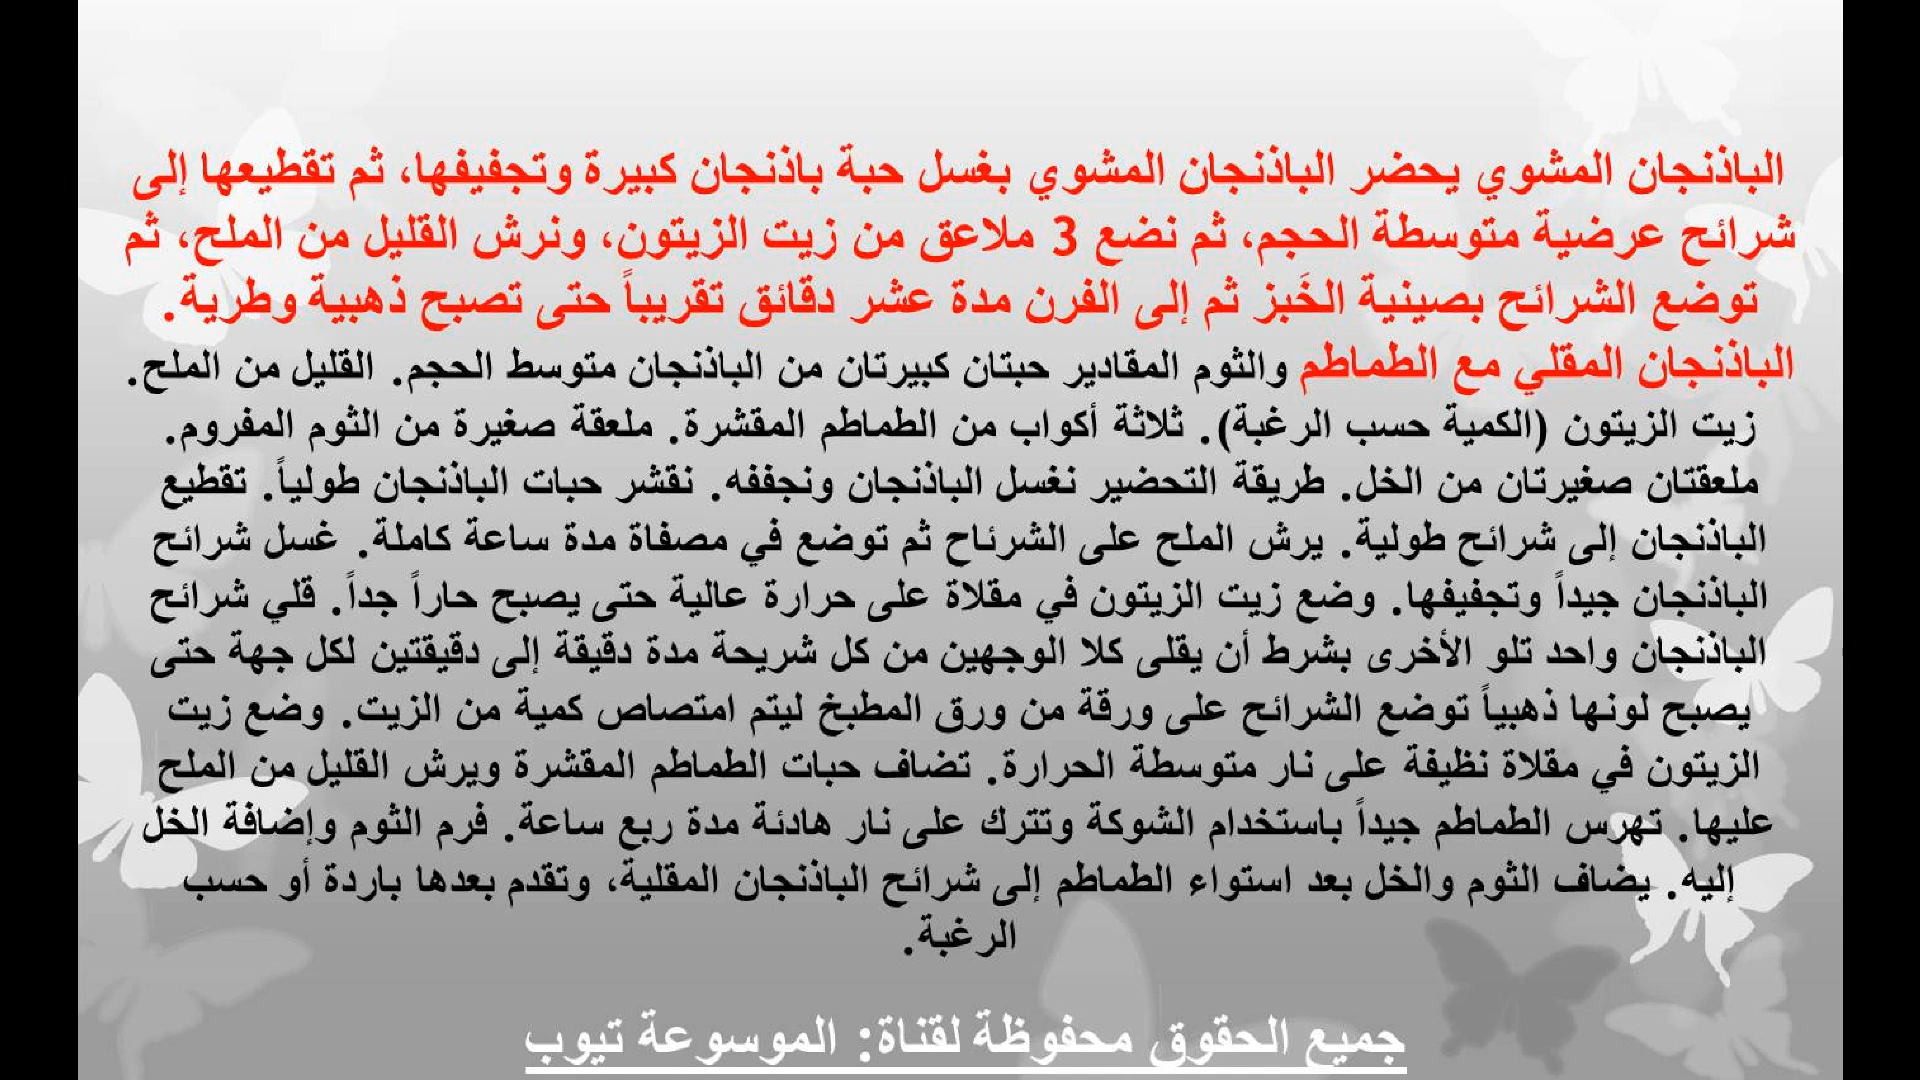 الباذنجان المشوي يحضر الباذنجان المشوي بغسل حبة باذنجان كبيرة وتجفيفها، ثم تقطيعها إلى
شرائح عرضية متوسطة الحجم، ثم نضع 3 ملاعق من زيت الزيتون، ونرش القليل من الملح، ثم
توضع الشرائح بصينية الخَبز ثم إلى الفرن مدة عشر دقائق تقريباً حتى تصبح ذهبية وطرية.
الباذنجان المقلي مع الطماطم والثوم المقادير حبتان كبيرتان من الباذنجان متوسط الحجم. القليل من الملح.
زيت الزيتون (الكمية حسب الرغبة). ثلاثة أكواب من الطماطم المقشرة. ملعقة صغيرة من الثوم المفروم.
ملعقتان صغيرتان من الخل. طريقة التحضير نغسل الباذنجان ونجففه. نقشر حبات الباذنجان طولياً. تقطيع
الباذنجان إلى شرائح طولية. يرش الملح على الشرئاح ثم توضع في مصفاة مدة ساعة كاملة. غسل شرائح
الباذنجان جيداً وتجفيفها. وضع زيت الزيتون في مقلاة على حرارة عالية حتى يصبح حاراً جداً. قلي شرائح
الباذنجان واحد تلو الأخرى بشرط أن يقلى كلا الوجهين من كل شريحة مدة دقيقة إلى دقيقتين لكل جهة حتى
يصبح لونها ذهبياً توضع الشرائح على ورقة من ورق المطبخ ليتم امتصاص كمية من الزيت. وضع زيت
الزيتون في مقلاة نظيفة على نار متوسطة الحرارة. تضاف حبات الطماطم المقشرة ويرش القليل من الملح
عليها. تهرس الطماطم جيداً باستخدام الشوكة وتترك على نار هادئة مدة ربع ساعة. فرم الثوم وإضافة الخل
إليه. يضاف الثوم والخل بعد استواء الطماطم إلى شرائح الباذنجان المقلية، وتقدم بعدها باردة أو حسب
الرغبة.
جميع الحقوق محفوظة لقناة: الموسوعة تيوب